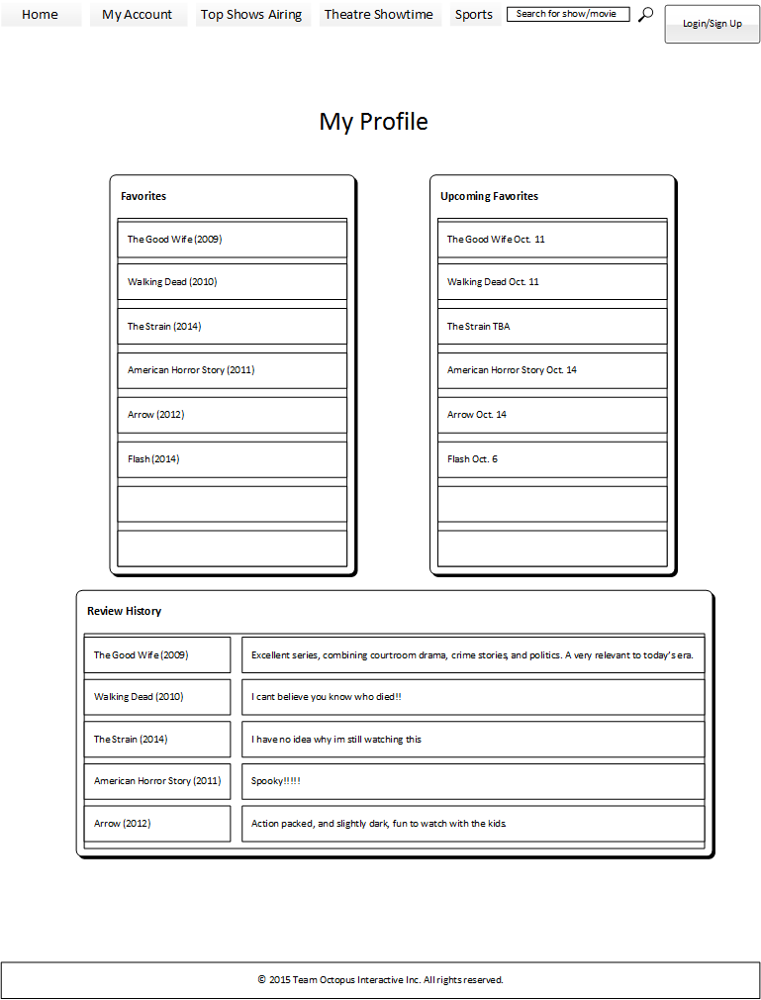 Home
My Account
Top Shows Airing
Theatre Showtime
Sports
Search for show/movie
Login/Sign Up
My Profile
Favorites
The Good Wife (2009)
Walking Dead (2010)
The Strain (2014)
American Horror Story (2011)
Arrow (2012)
Flash (2014)
Upcoming Favorites
The Good Wife Oct. 11
Walking Dead Oct. 11
The Strain TBA
American Horror Story Oct. 14
Arrow Oct. 14
Flash Oct. 6
Review History
The Good Wife (2009)
Excellent series, combining courtroom drama, crime stories, and politics. A very relevant to today's era.
Walking Dead (2010)
I cant believe you know who died!!
The Strain (2014)
I have no idea why im still watching this
American Horror Story (2011)
Spooky!!!!!
Arrow (2012)
Action packed, and slightly dark, fun to watch with the kids.
© 2015 Team Octopus Interactive Inc. All rights reserved.